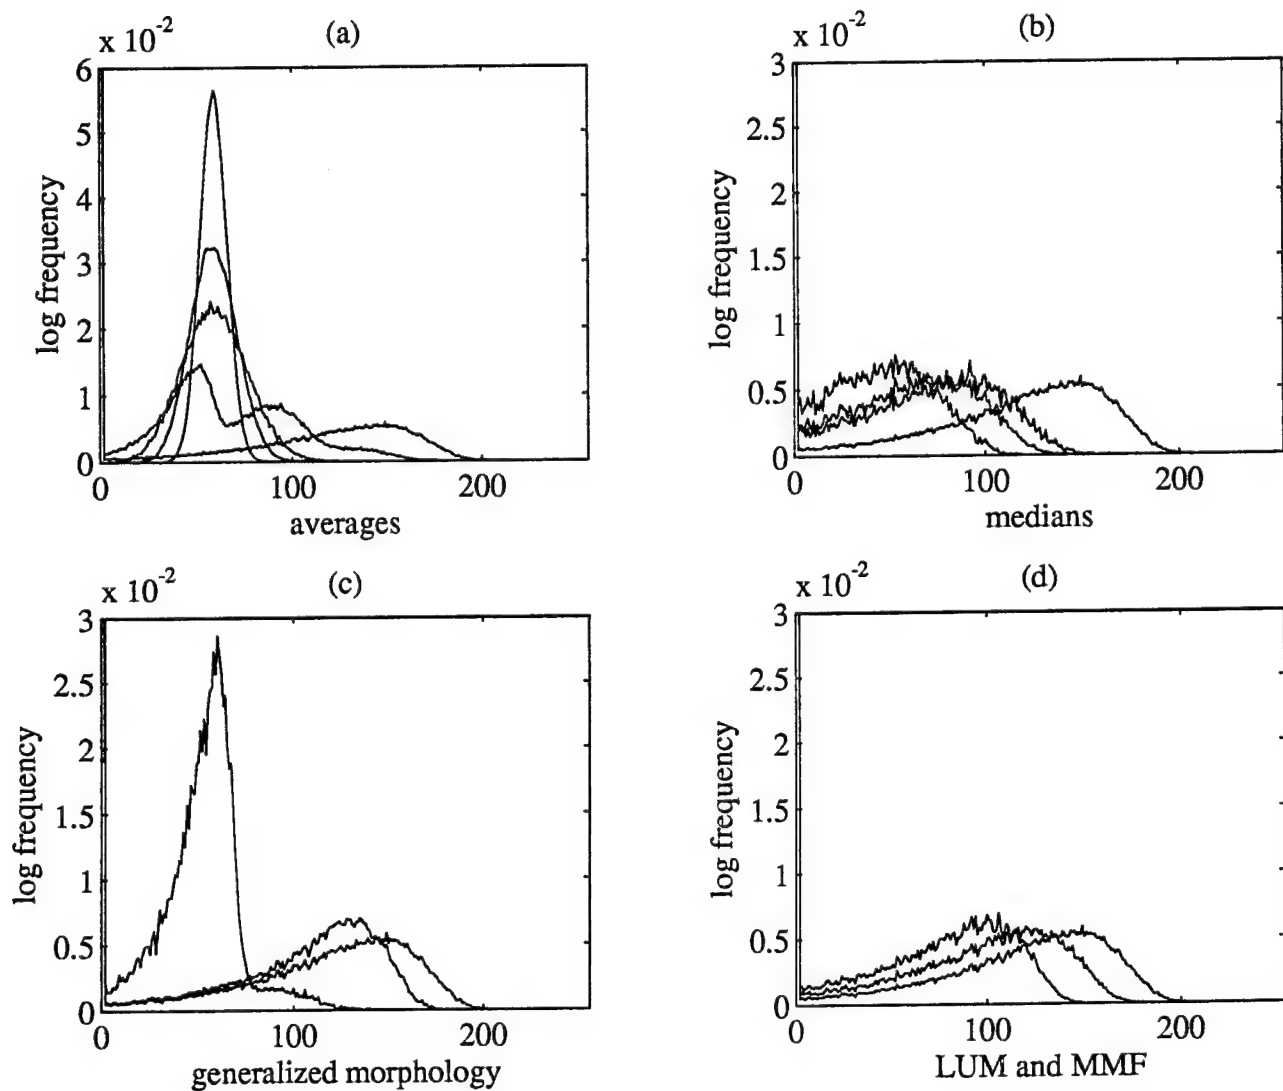 (a)
x 10⁻²
6
5
4
3
2
1
0
log frequency
0 100 200
averages
(b)
x 10⁻²
3
2.5
2
1.5
1
0.5
0
log frequency
0 100 200
medians
(c)
x 10⁻²
3
2.5
2
1.5
1
0.5
0
log frequency
0 100 200
generalized morphology
(d)
x 10⁻²
3
2.5
2
1.5
1
0.5
0
log frequency
0 100 200
LUM and MMF